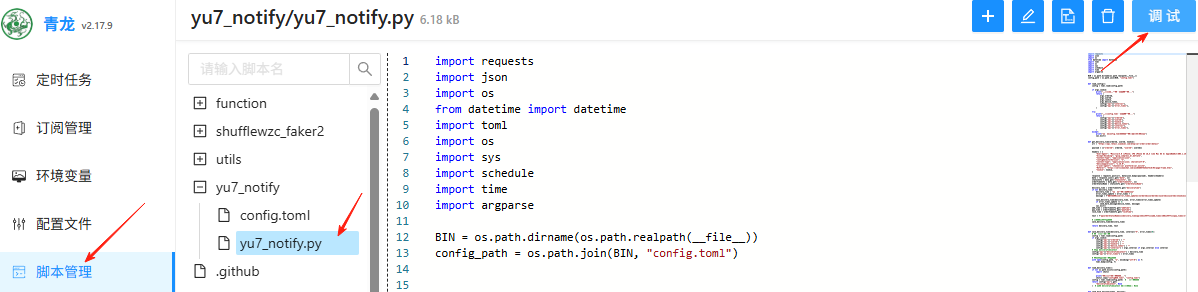 青龙 v2.17.9
yu7_notify/yu7_notify.py 6.18 kB
调 试
定时任务
订阅管理
环境变量
配置文件
脚本管理
请输入脚本名
function
shufflewzc_faker2
utils
yu7_notify
config.toml
yu7_notify.py
.github
1 import requests
2 import json
3 import os
4 from datetime import datetime
5 import toml
6 import os
7 import sys
8 import schedule
9 import time
10 import argparse
11
12 BIN = os.path.dirname(os.path.realpath(__file__))
13 config_path = os.path.join(BIN, "config.toml")
14
15